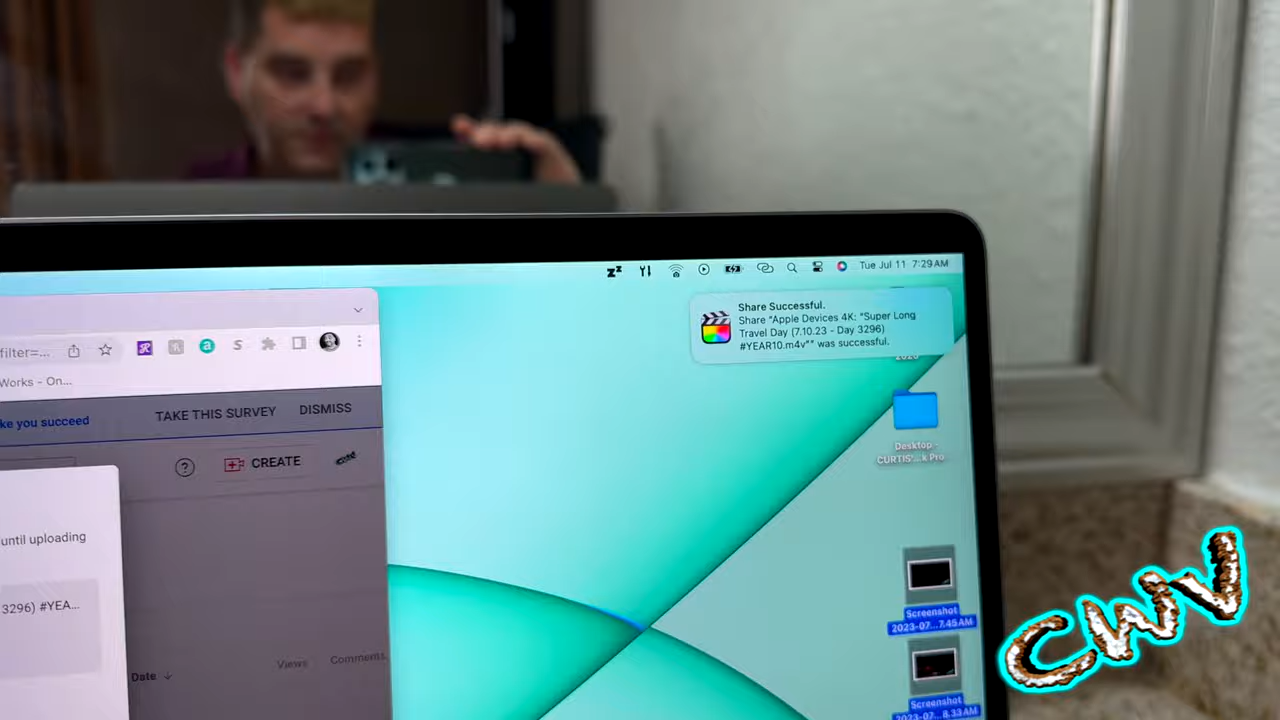 Tue Jul 11 7:29 AM
Share Successful.
Share "Apple Devices 4K: "Super Long
Travel Day (7.10.23 - Day 3296)
#YEAR10.m4v"" was successful.
2023
filter=...
Works - On...
ke you succeed
TAKE THIS SURVEY
DISMISS
?
CREATE
until uploading
3296) #YEA...
Date
Views
Comments
Desktop -
CURTIS'...k Pro
Screenshot
2023-07...7.45 AM
Screenshot
2023-07...8.33 AM
CWV